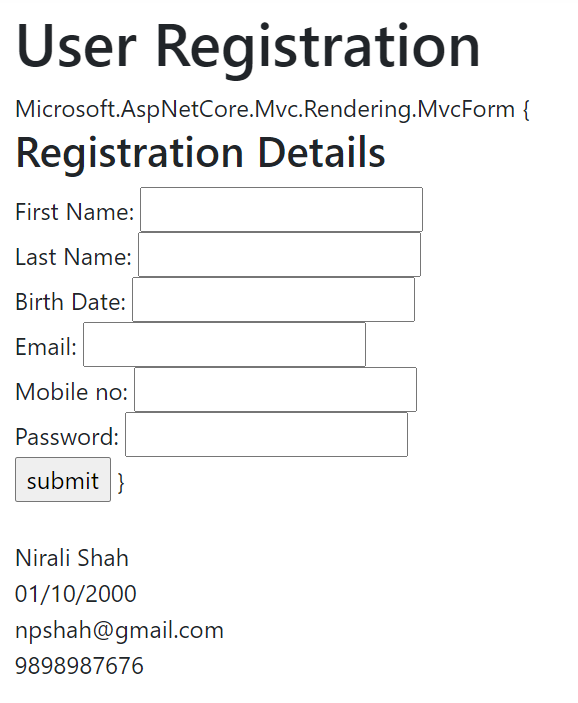 User Registration
Microsoft.AspNetCore.Mvc.Rendering.MvcForm {
Registration Details
First Name:
Last Name:
Birth Date:
Email:
Mobile no:
Password:
submit }
Nirali Shah
01/10/2000
npshah@gmail.com
9898987676